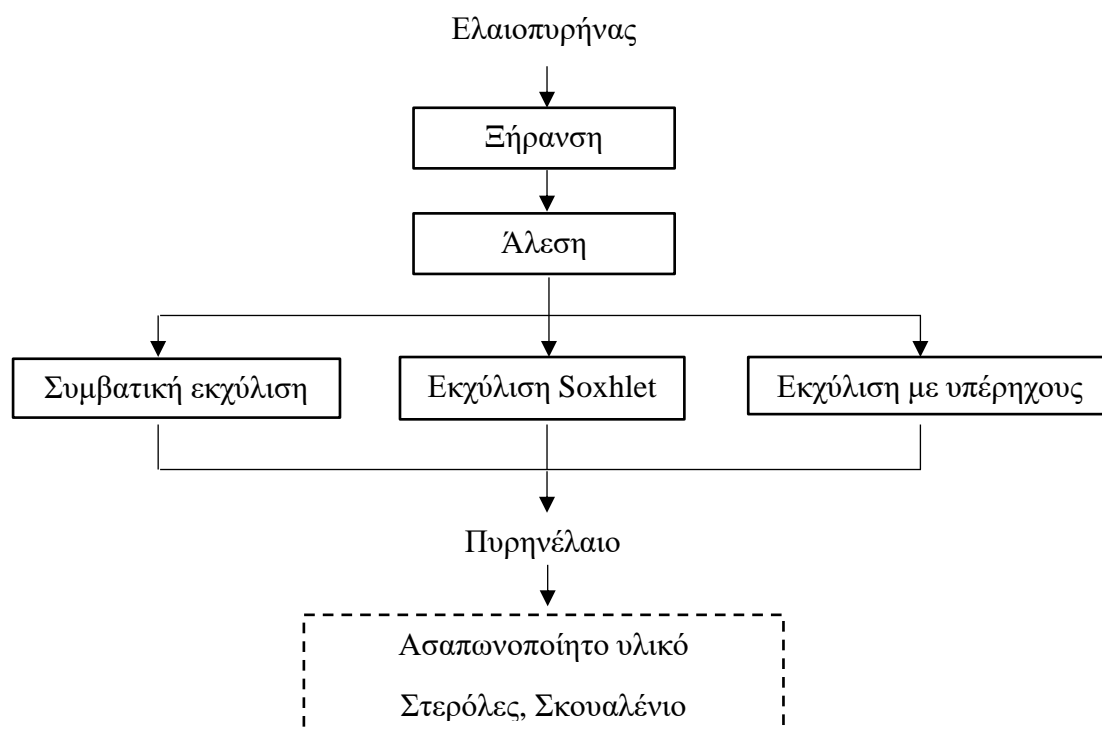 Ελαιοπυρήνας
Ξήρανση
Άλεση
Συμβατική εκχύλιση
Εκχύλιση Soxhlet
Εκχύλιση με υπέρηχους
Πυρηνέλαιο
Ασαπωνοποίητο υλικό
Στερόλες, Σκουαλένιο